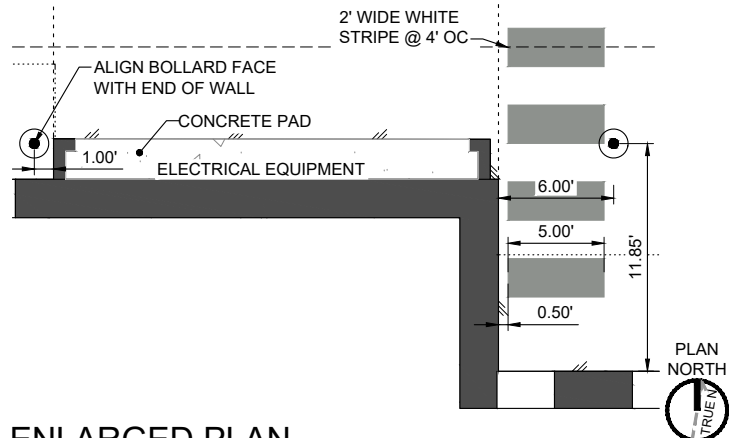 2' WIDE WHITE
STRIPE @ 4' OC
ALIGN BOLLARD FACE
WITH END OF WALL
CONCRETE PAD
1.00'
ELECTRICAL EQUIPMENT
6.00'
5.00'
11.85'
0.50'
PLAN
NORTH
TRUE N
ENLARGED PLAN